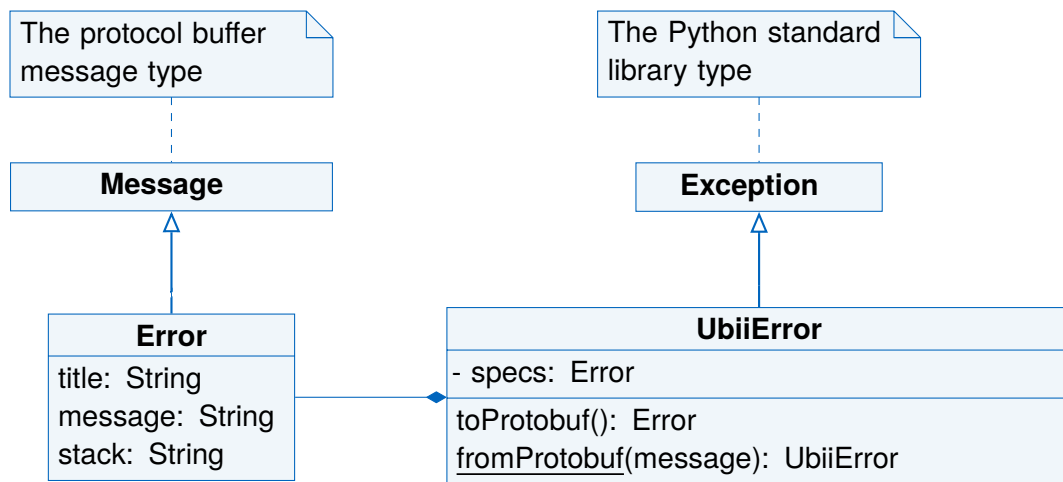 The protocol buffer
message type
The Python standard
library type
Message
Exception
Error
title: String
message: String
stack: String
UbiiError
- specs: Error
toProtobuf(): Error
fromProtobuf(message): UbiiError